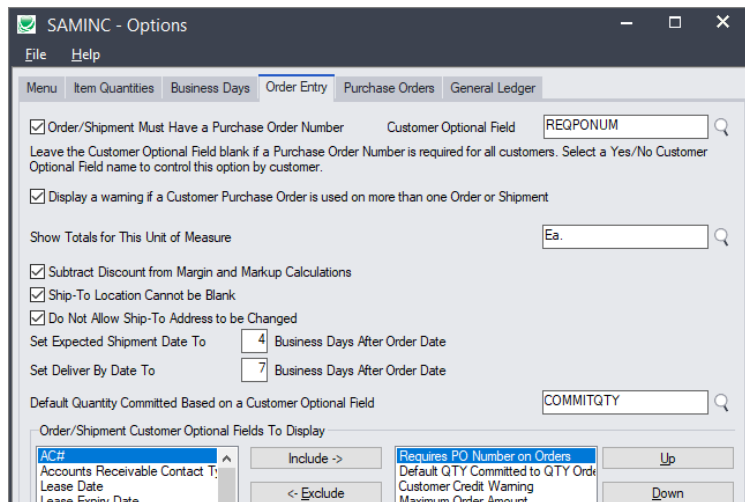 SAMINC - Options
File Help
Menu Item Quantities Business Days Order Entry Purchase Orders General Ledger
Order/Shipment Must Have a Purchase Order Number Customer Optional Field REQPONUM
Leave the Customer Optional Field blank if a Purchase Order Number is required for all customers. Select a Yes/No Customer
Optional Field name to control this option by customer.
Display a warning if a Customer Purchase Order is used on more than one Order or Shipment
Show Totals for This Unit of Measure Ea.
Subtract Discount from Margin and Markup Calculations
Ship-To Location Cannot be Blank
Do Not Allow Ship-To Address to be Changed
Set Expected Shipment Date To 4 Business Days After Order Date
Set Deliver By Date To 7 Business Days After Order Date
Default Quantity Committed Based on a Customer Optional Field COMMITQTY
Order/Shipment Customer Optional Fields To Display
AC# Include -> Requires PO Number on Orders Up
Accounts Receivable Contact Ty Default QTY Committed to QTY Orde
Lease Date Customer Credit Warning
Lease Expiry Date <- Exclude Maximum Order Amount Down